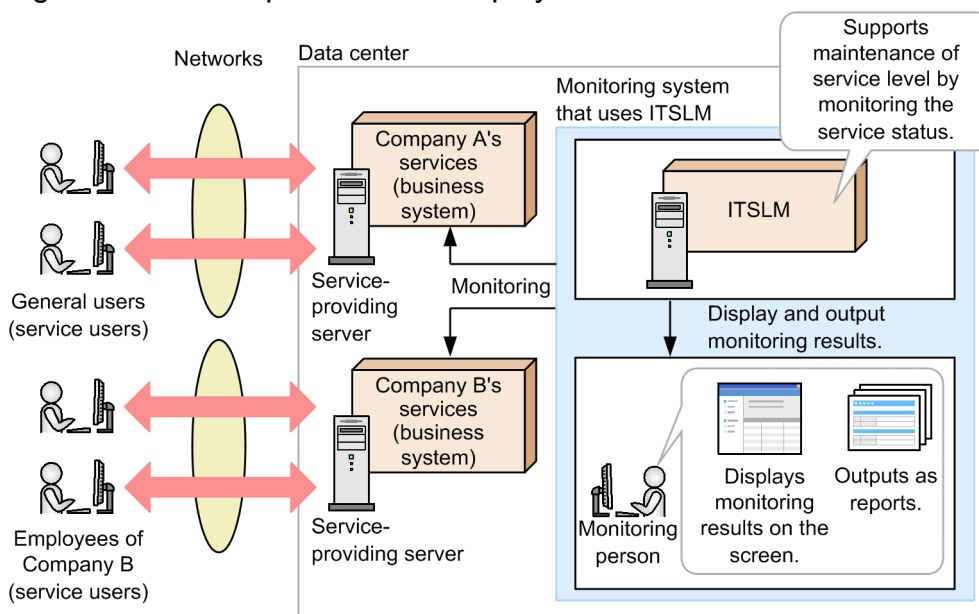 Networks
Data center
Supports
maintenance of
service level by
monitoring the
service status.
Monitoring system
that uses ITSLM
Company A's
services
(business
system)
ITSLM
General users
(service users)
Service-
providing
server
Monitoring
Display and output
monitoring results.
Company B's
services
(business
system)
Employees of
Company B
(service users)
Service-
providing server
Monitoring
person
Displays
monitoring
results on the
screen.
Outputs as
reports.